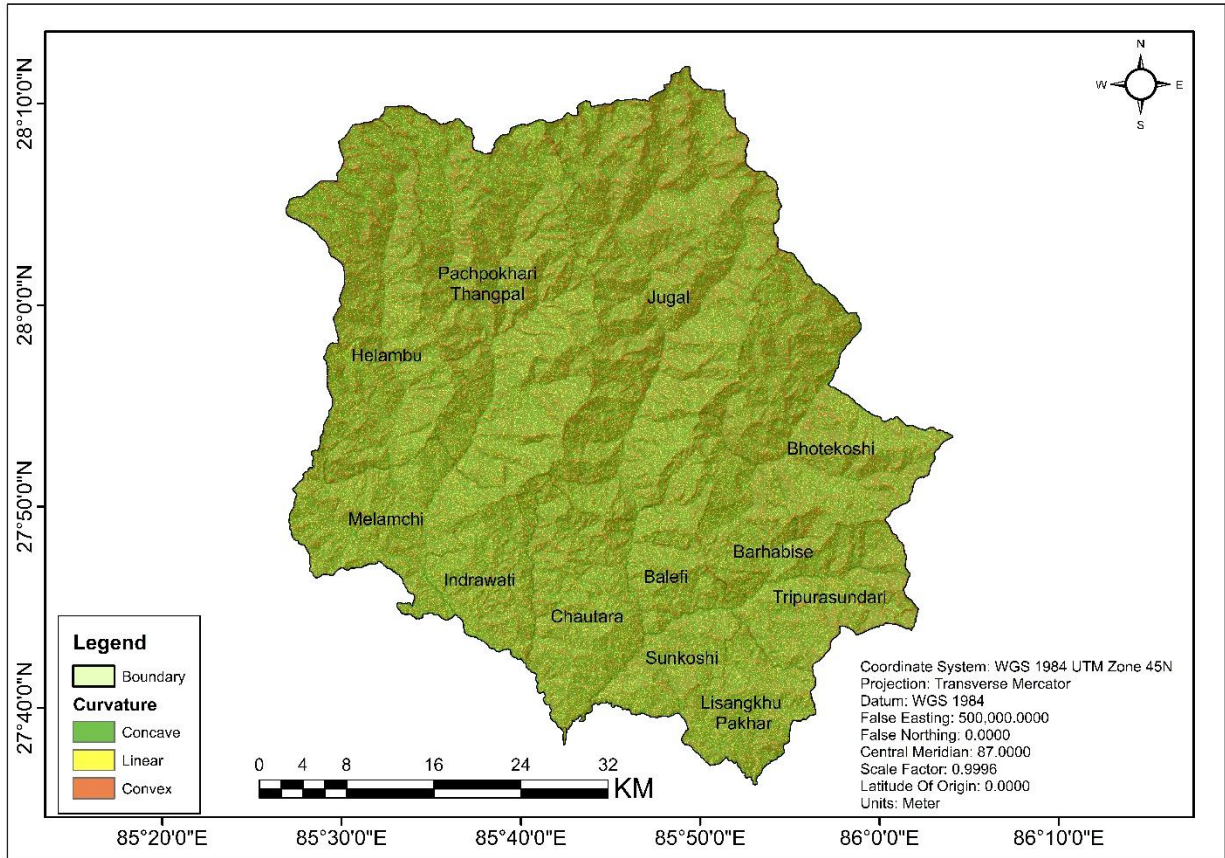 N
W E
S
28°10'0"N
28°0'0"N
27°50'0"N
27°40'0"N
Pachpokhari
Thangpal
Jugal
Helambu
Bhotekoshi
Melamchi
Barhabise
Indrawati
Balefi
Tripurasundari
Chautara
Sunkoshi
Lisangkhu
Pakhar
Legend
Boundary
Curvature
Concave
Linear
Convex
0 4 8 16 24 32
KM
Coordinate System: WGS 1984 UTM Zone 45N
Projection: Transverse Mercator
Datum: WGS 1984
False Easting: 500,000.0000
False Northing: 0.0000
Central Meridian: 87.0000
Scale Factor: 0.9996
Latitude Of Origin: 0.0000
Units: Meter
85°20'0"E 85°30'0"E 85°40'0"E 85°50'0"E 86°0'0"E 86°10'0"E